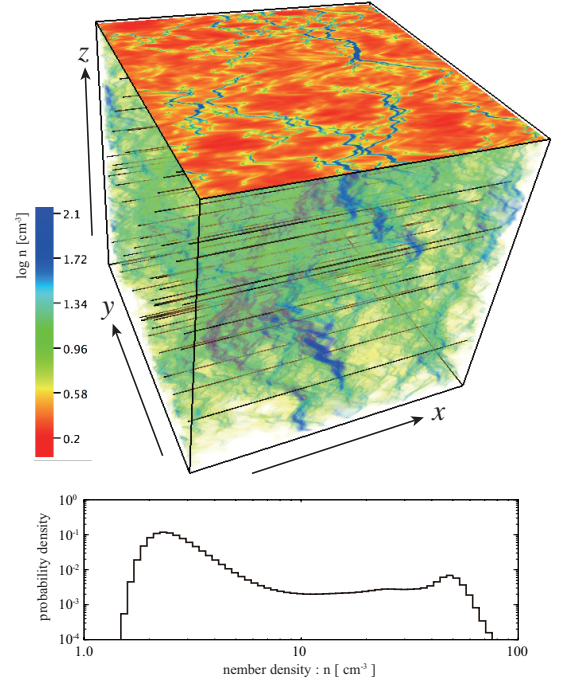 z
log n [cm⁻³]
2.1
1.72
1.34
0.96
0.58
0.2
y
x
probability density
10⁰
10⁻¹
10⁻²
10⁻³
10⁻⁴
1.0 10 100
nember density : n [ cm⁻³ ]